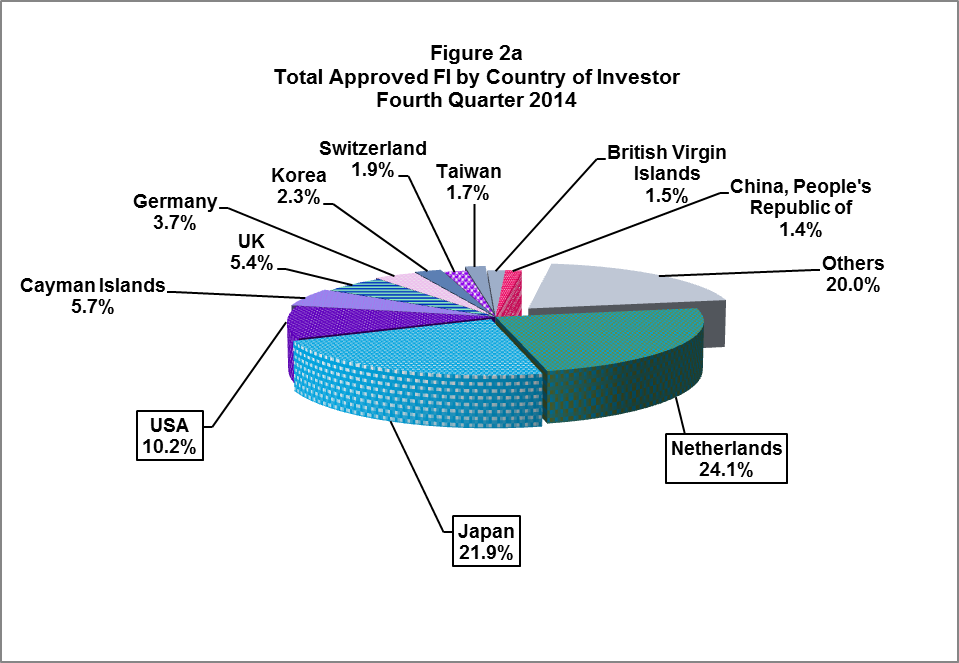 Figure 2a
Total Approved FI by Country of Investor
Fourth Quarter 2014
Switzerland
1.9%
Taiwan
1.7%
British Virgin
Islands
1.5%
Korea
2.3%
China, People's
Republic of
1.4%
Germany
3.7%
UK
5.4%
Others
20.0%
Cayman Islands
5.7%
USA
10.2%
Netherlands
24.1%
Japan
21.9%